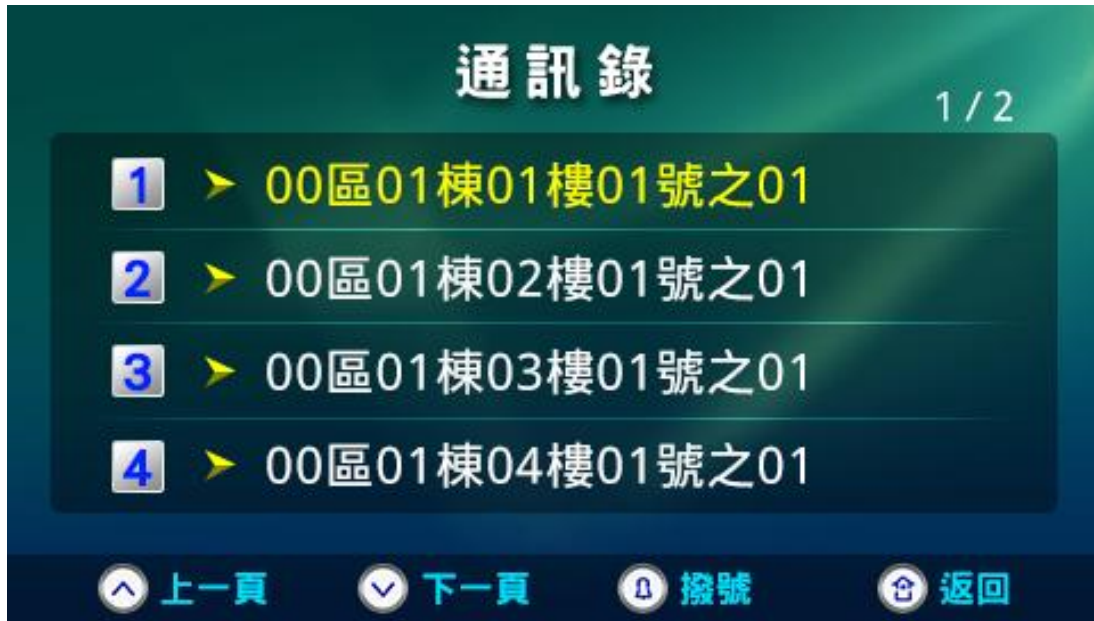 通訊錄
1 / 2
1 ➤ 00區01棟01樓01號之01
2 ➤ 00區01棟02樓01號之01
3 ➤ 00區01棟03樓01號之01
4 ➤ 00區01棟04樓01號之01
上一頁 下一頁 撥號 返回